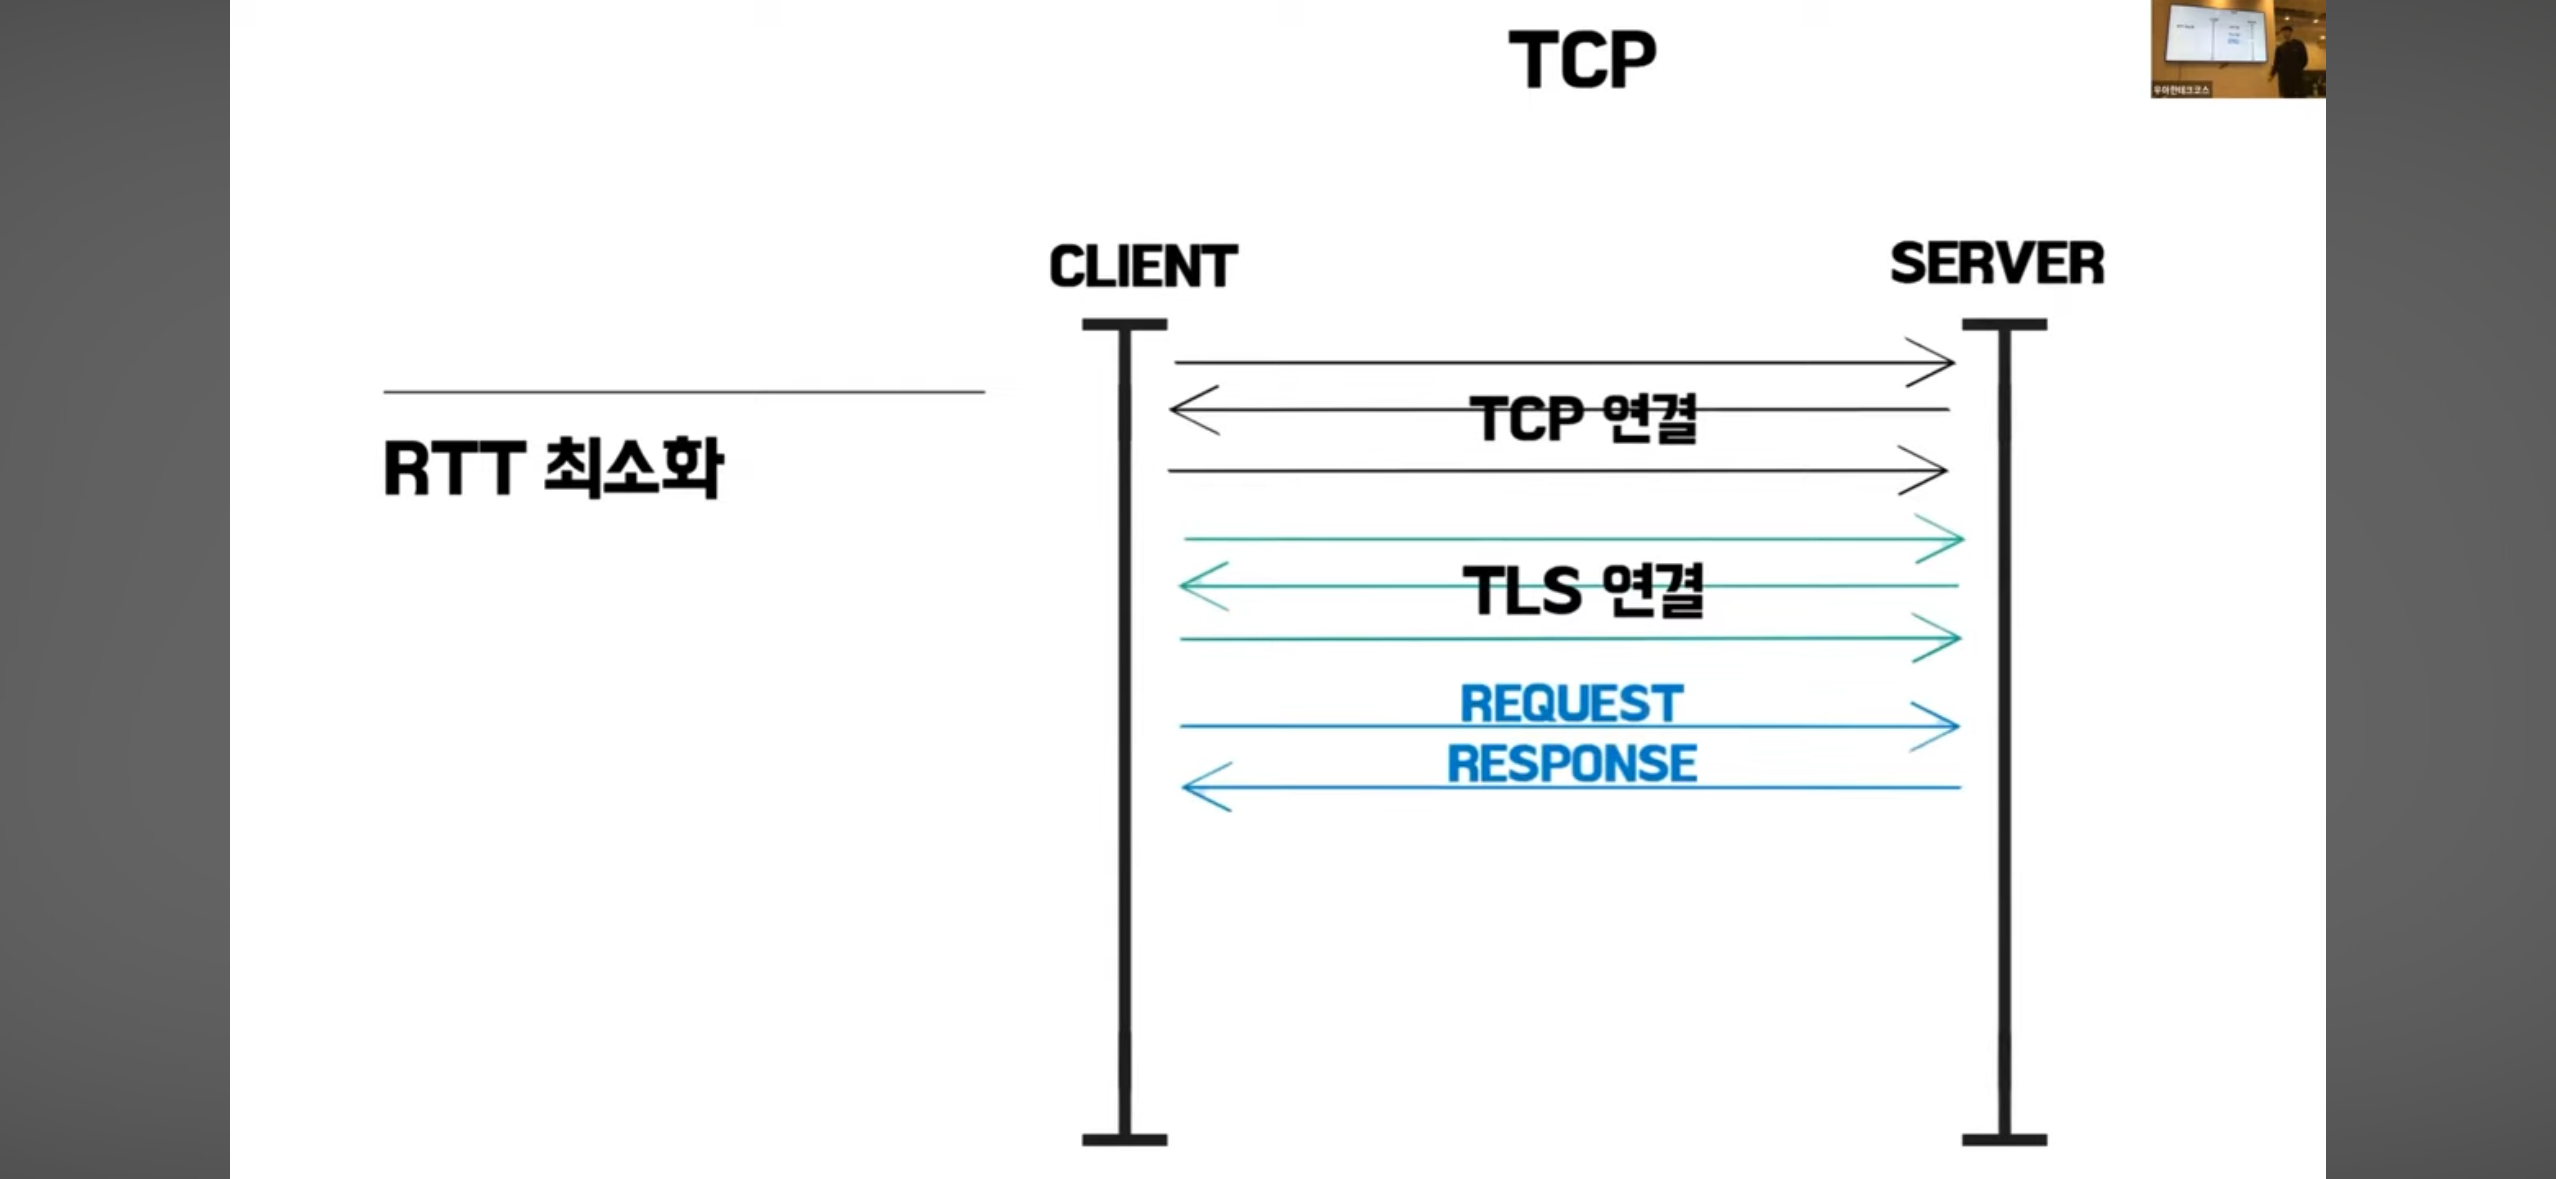 TCP
우아한테크코스
CLIENT
SERVER
TCP 연결
RTT 최소화
TLS 연결
REQUEST
RESPONSE